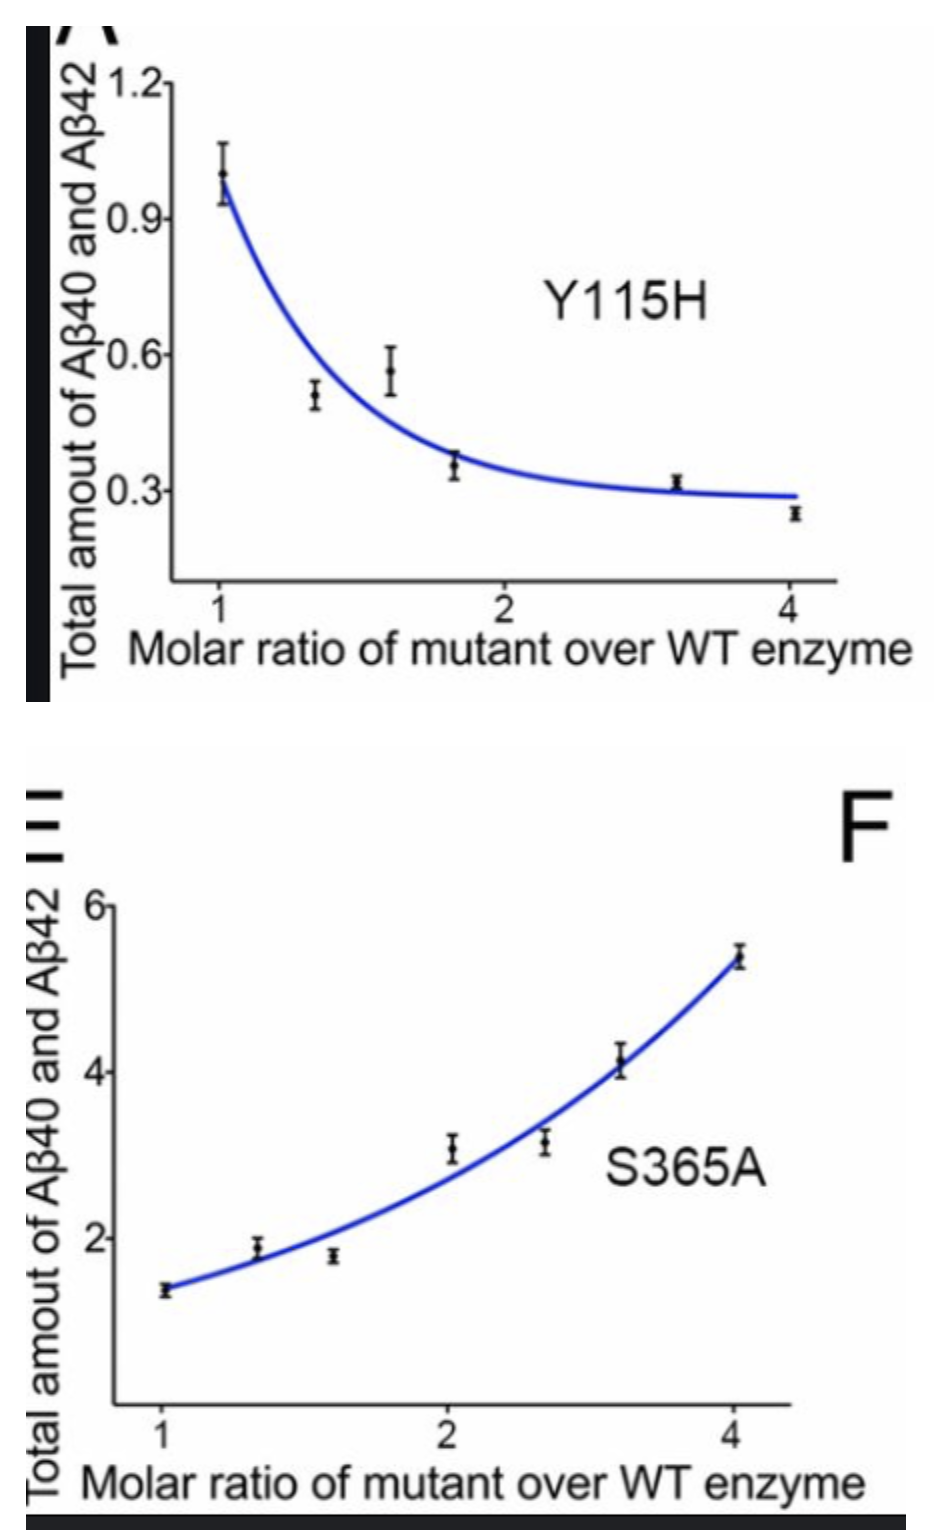 A
Total amout of Aβ40 and Aβ42
1.2
0.9
0.6
0.3
Y115H
1
2
4
Molar ratio of mutant over WT enzyme
F
Total amout of Aβ40 and Aβ42
6
4
2
S365A
1
2
4
Molar ratio of mutant over WT enzyme